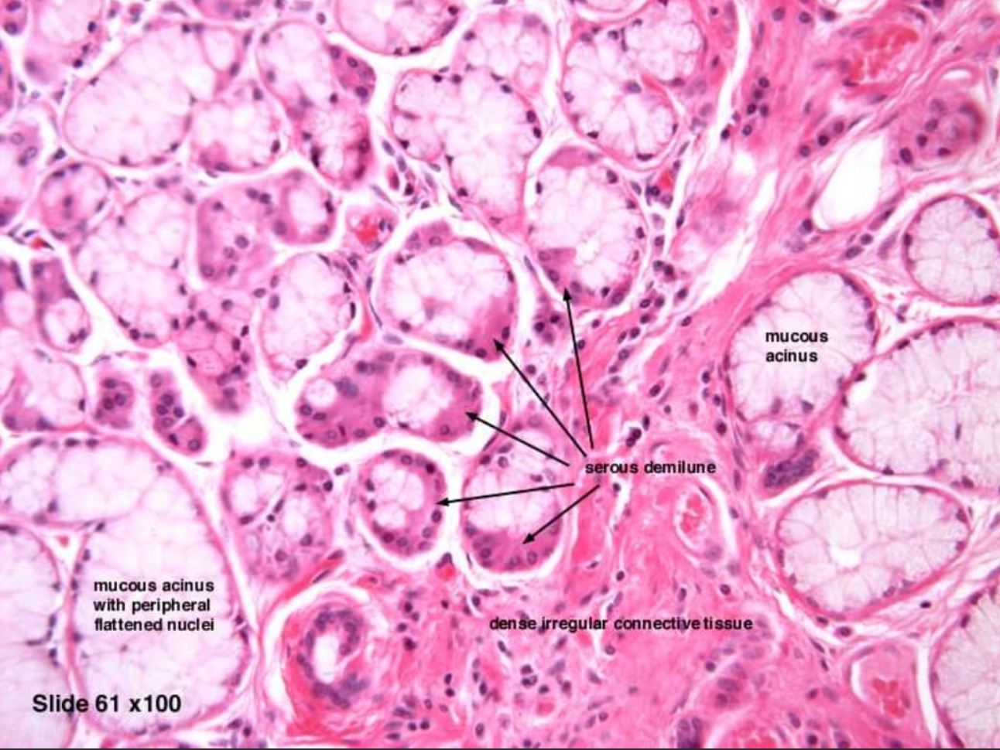 mucous
acinus
serous demilune
mucous acinus
with peripheral
flattened nuclei
dense irregular connective tissue
Slide 61 x100